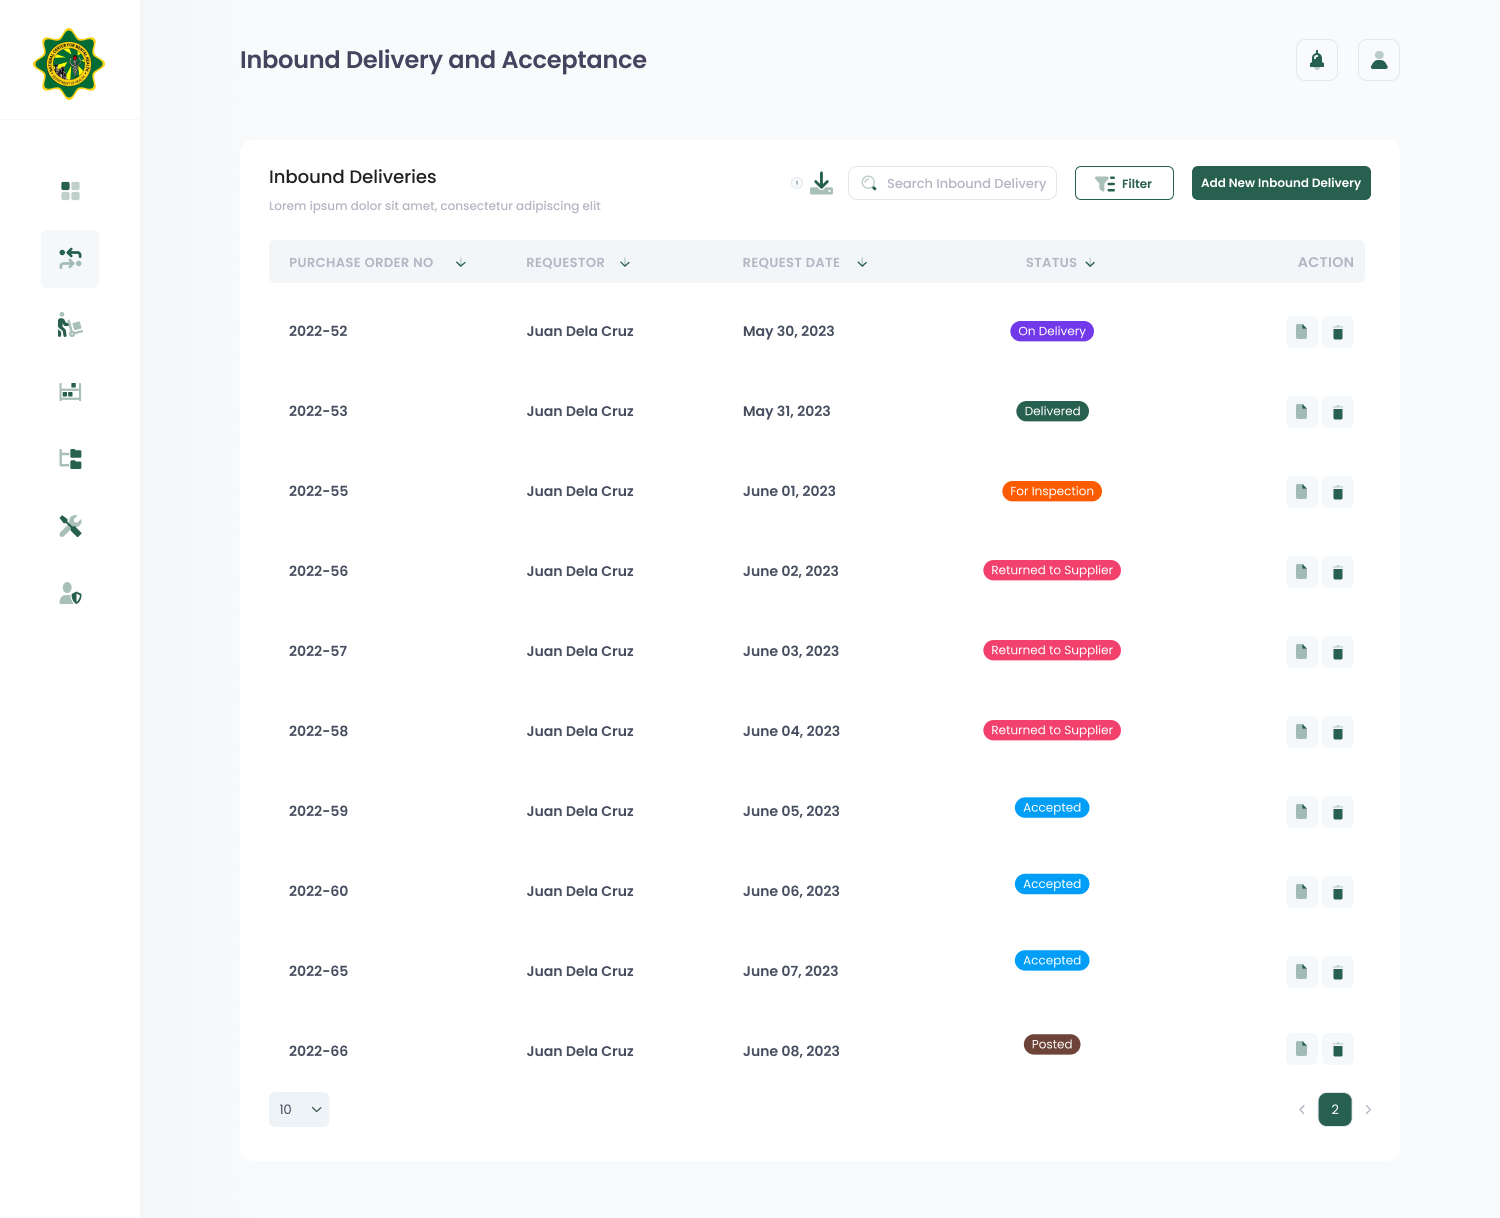 Inbound Delivery and Acceptance
Inbound Deliveries
Lorem ipsum dolor sit amet, consectetur adipiscing elit
Search Inbound Delivery
Filter
Add New Inbound Delivery
PURCHASE ORDER NO REQUESTOR REQUEST DATE STATUS ACTION
2022-52 Juan Dela Cruz May 30, 2023 On Delivery
2022-53 Juan Dela Cruz May 31, 2023 Delivered
2022-55 Juan Dela Cruz June 01, 2023 For Inspection
2022-56 Juan Dela Cruz June 02, 2023 Returned to Supplier
2022-57 Juan Dela Cruz June 03, 2023 Returned to Supplier
2022-58 Juan Dela Cruz June 04, 2023 Returned to Supplier
2022-59 Juan Dela Cruz June 05, 2023 Accepted
2022-60 Juan Dela Cruz June 06, 2023 Accepted
2022-65 Juan Dela Cruz June 07, 2023 Accepted
2022-66 Juan Dela Cruz June 08, 2023 Posted
10
2